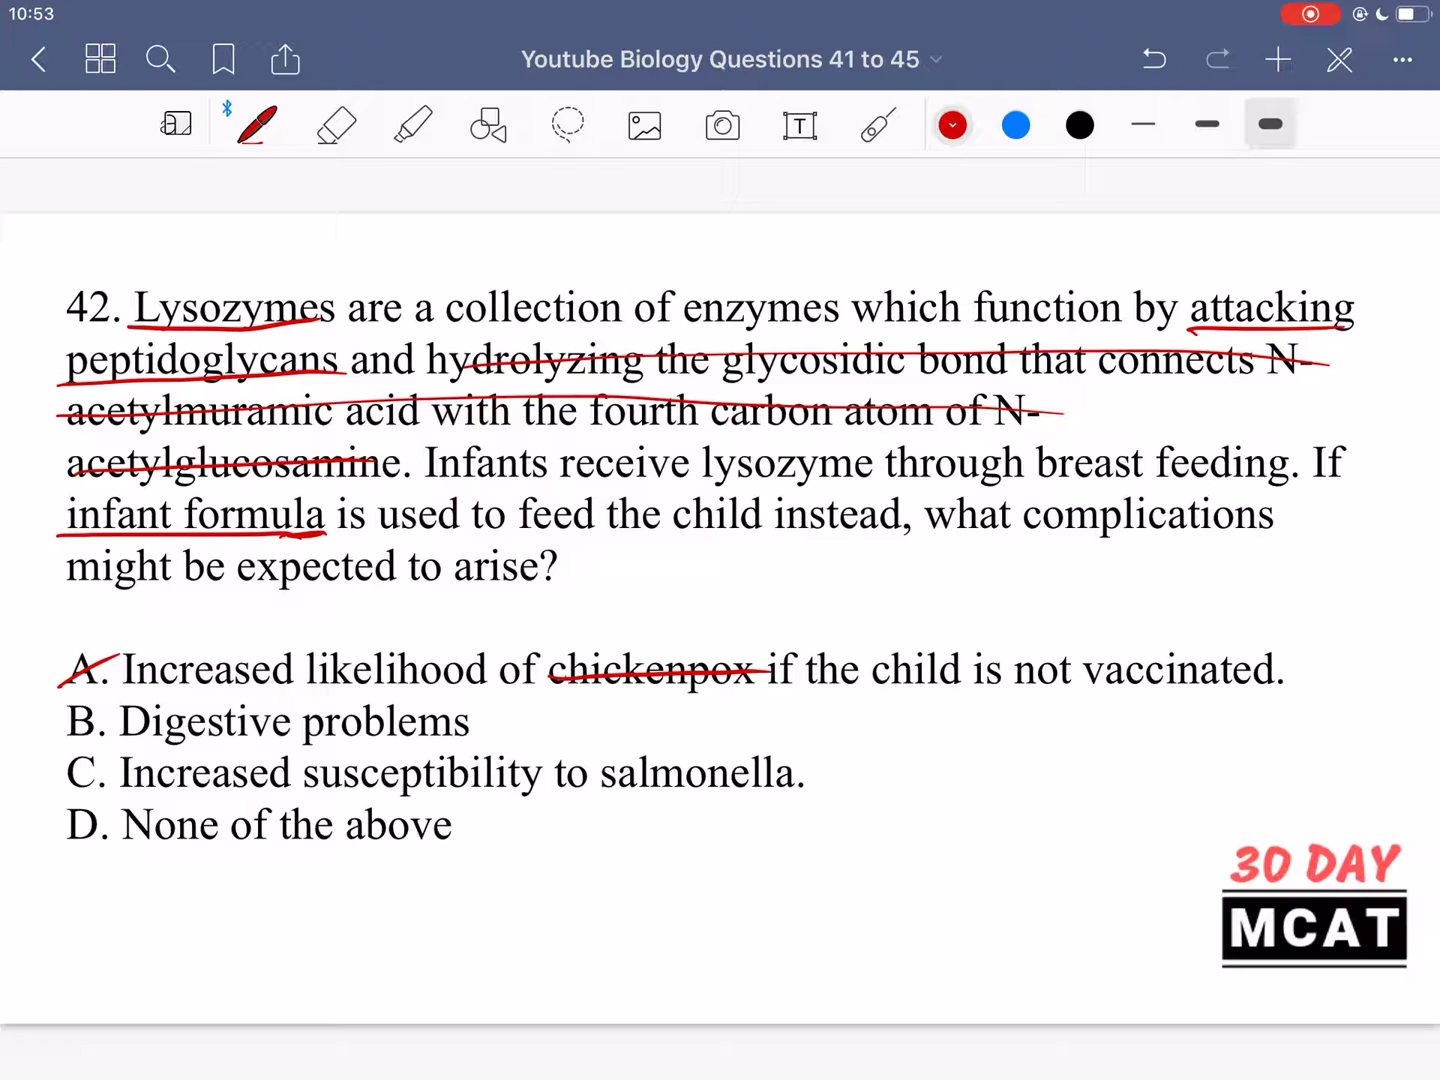 10:53
Youtube Biology Questions 41 to 45
42. Lysozymes are a collection of enzymes which function by attacking
peptidoglycans and hydrolyzing the glycosidic bond that connects N-
acetylmuramic acid with the fourth carbon atom of N-
acetylglucosamine. Infants receive lysozyme through breast feeding. If
infant formula is used to feed the child instead, what complications
might be expected to arise?
A. Increased likelihood of chickenpox if the child is not vaccinated.
B. Digestive problems
C. Increased susceptibility to salmonella.
D. None of the above
30 DAY
MCAT